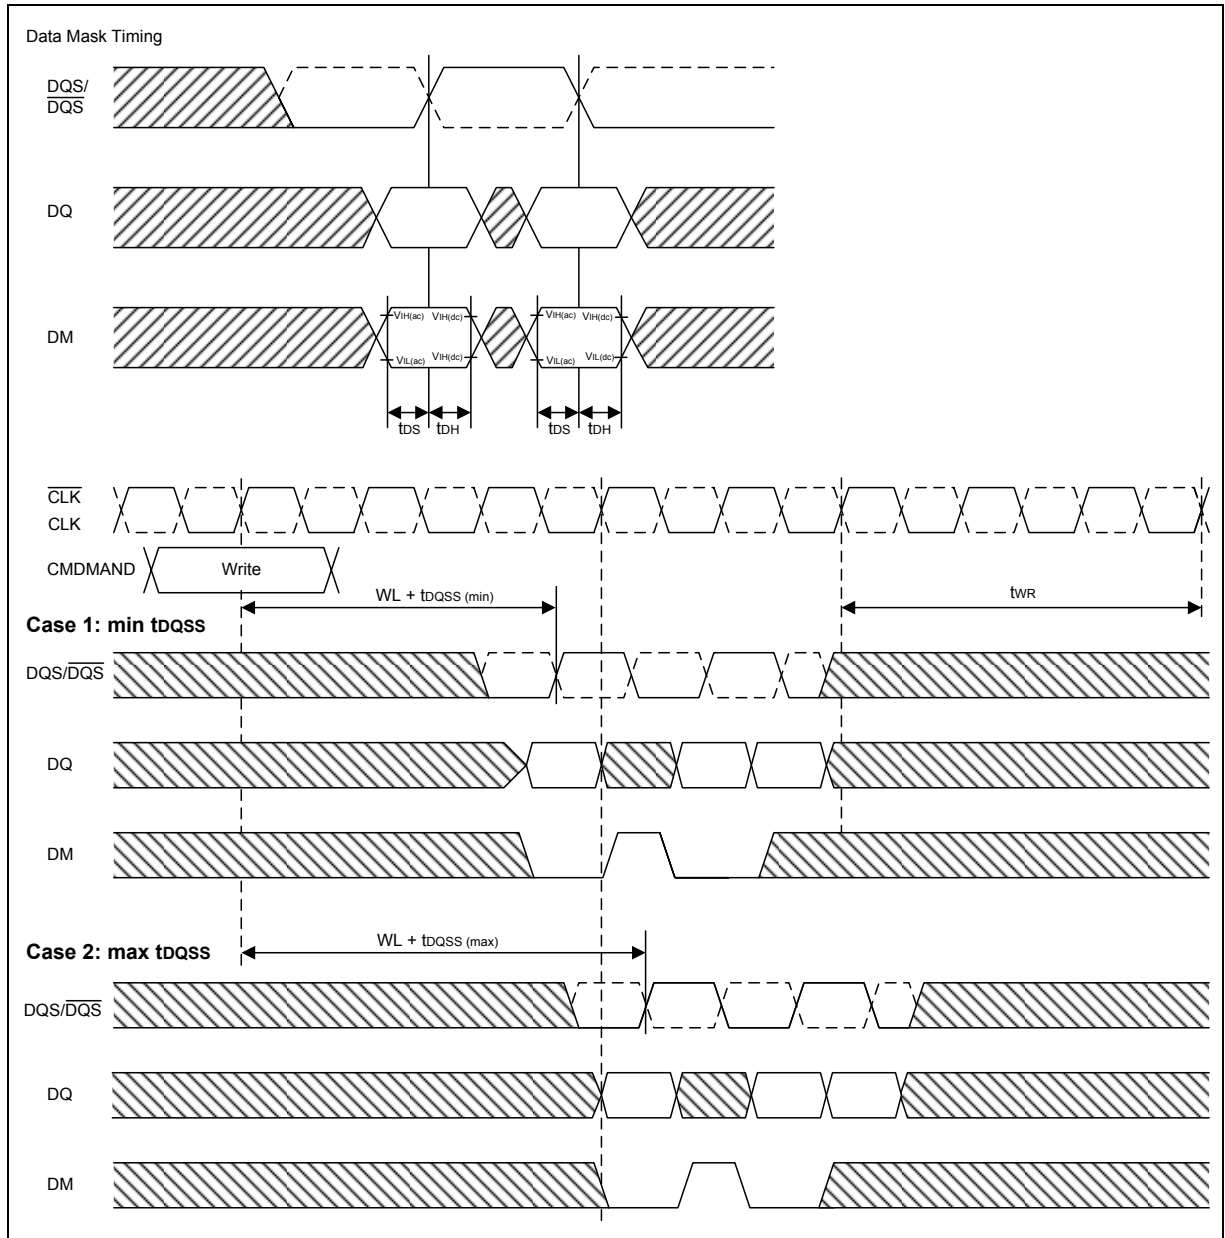 Data Mask Timing
DQS/
DQS
DQ
DM
VIH(ac) VIH(dc) VIH(ac) VIH(dc)
VIL(ac) VIH(dc) VIL(ac) VIL(dc)
tDS tDH tDS tDH
CLK
CLK
CMDMAND Write
WL + tDQSS (min) tWR
Case 1: min tDQSS
DQS/DQS
DQ
DM
WL + tDQSS (max)
Case 2: max tDQSS
DQS/DQS
DQ
DM